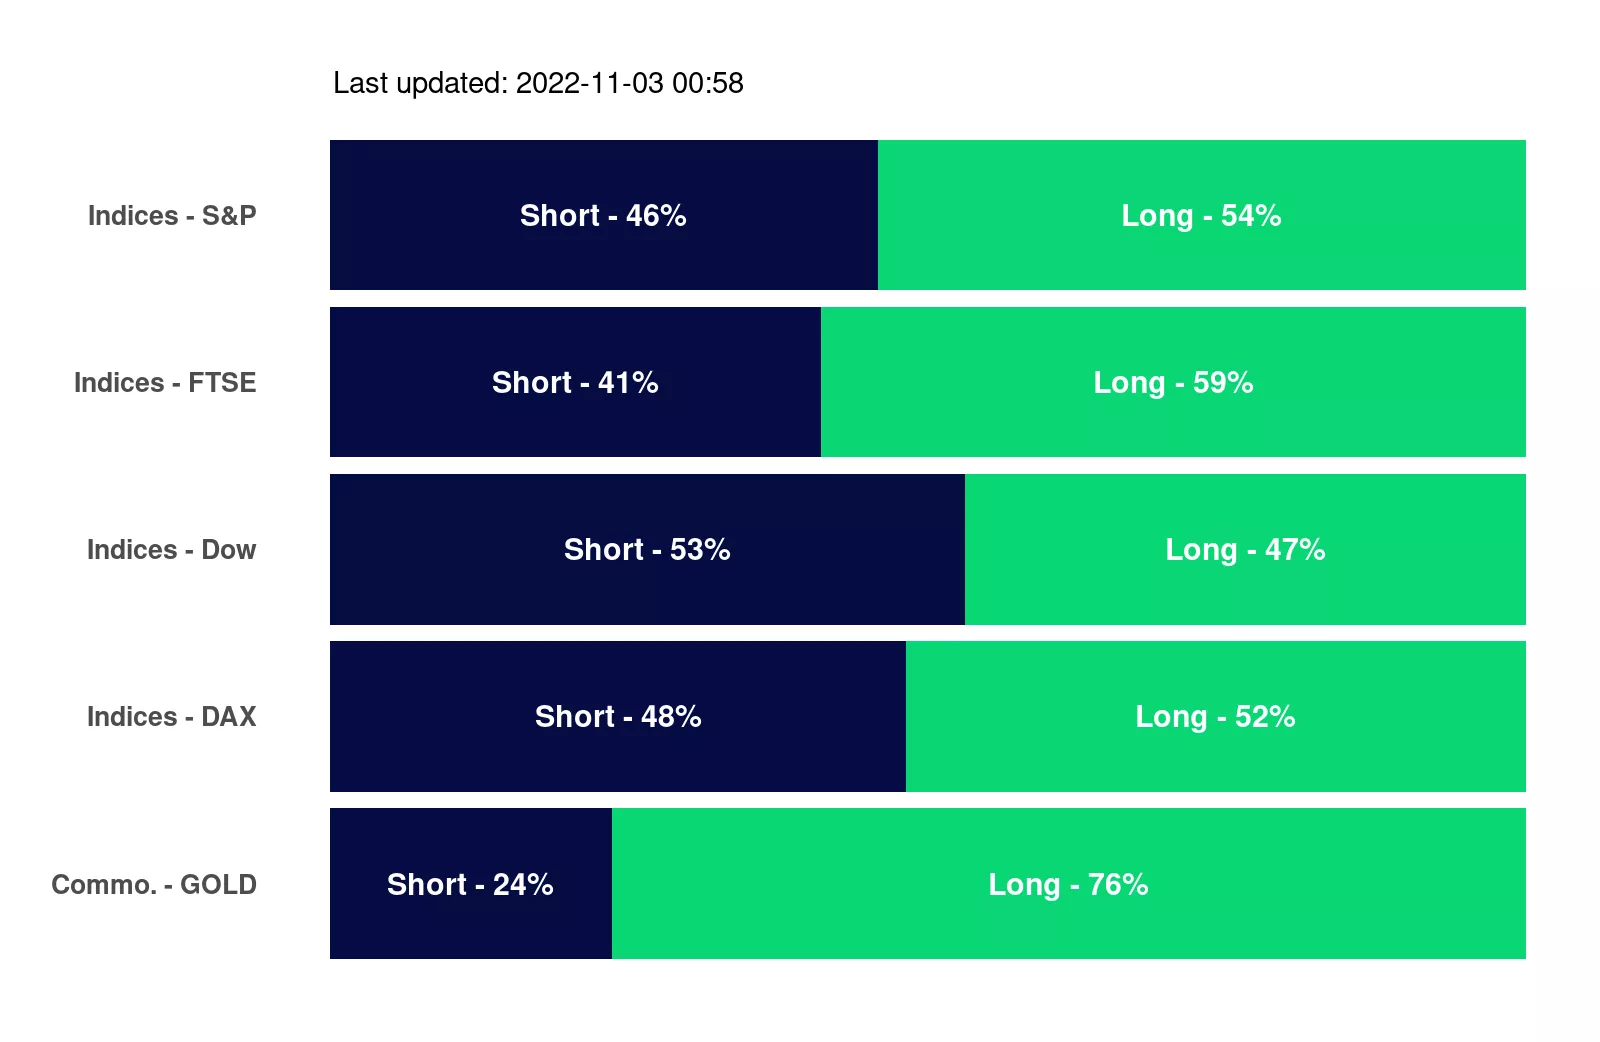 Last updated: 2022-11-03 00:58
Indices - S&P Short - 46% Long - 54%
Indices - FTSE Short - 41% Long - 59%
Indices - Dow Short - 53% Long - 47%
Indices - DAX Short - 48% Long - 52%
Commo. - GOLD Short - 24% Long - 76%